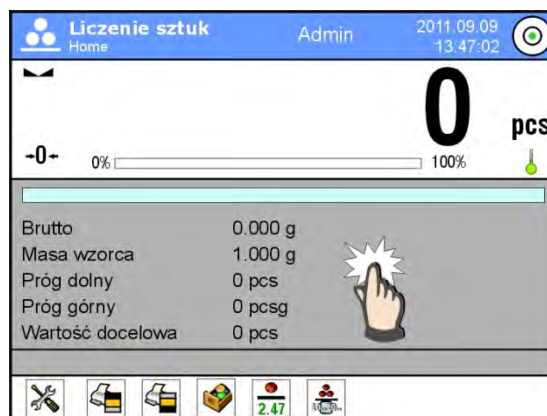 Liczenie sztuk
Home
Admin
2011.09.09
13:47:02
0
pcs
→0←
0%
100%
Brutto 0.000 g
Masa wzorca 1.000 g
Próg dolny 0 pcs
Próg górny 0 pcsg
Wartość docelowa 0 pcs
2.47